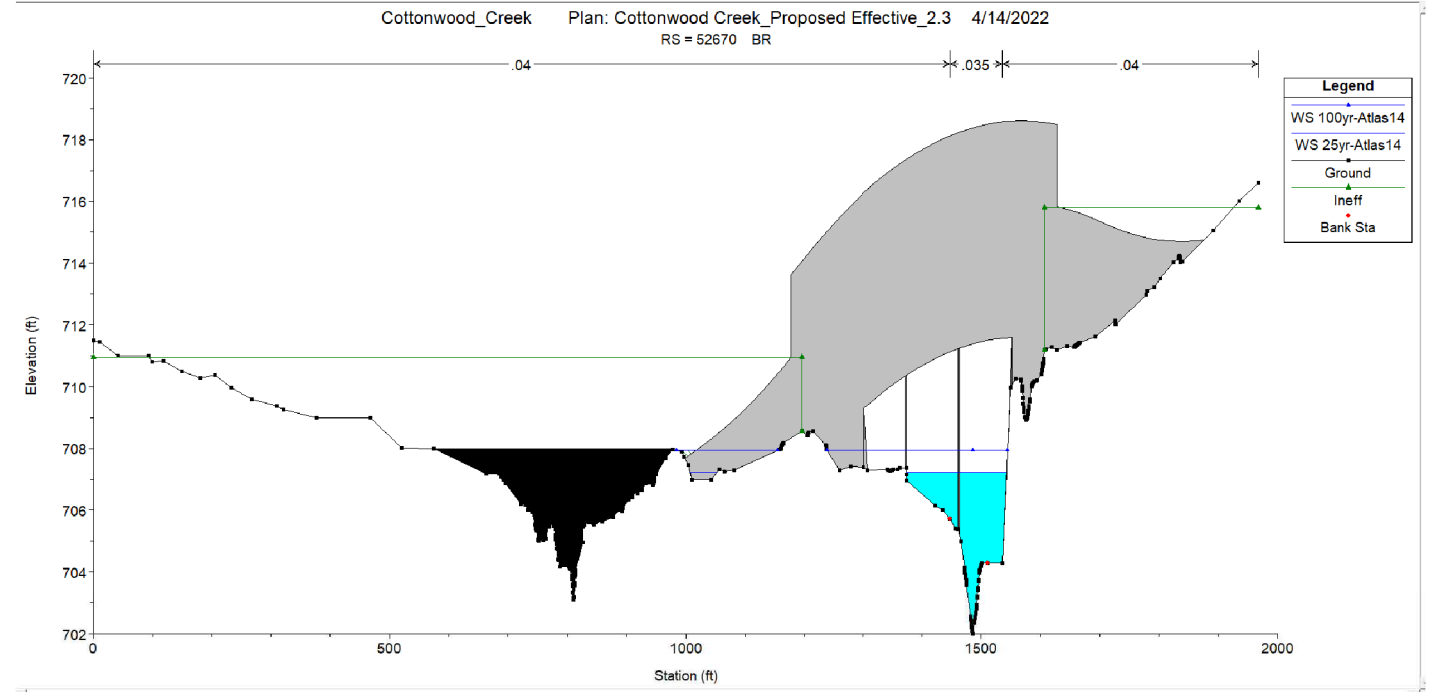 Cottonwood_Creek Plan: Cottonwood Creek_Proposed Effective_2.3 4/14/2022
RS = 52670 BR
.04 .035 .04
Legend
WS 100yr-Atlas14
WS 25yr-Atlas14
Ground
Ineff
Bank Sta
Elevation (ft)
720
718
716
714
712
710
708
706
704
702
0 500 1000 1500 2000
Station (ft)